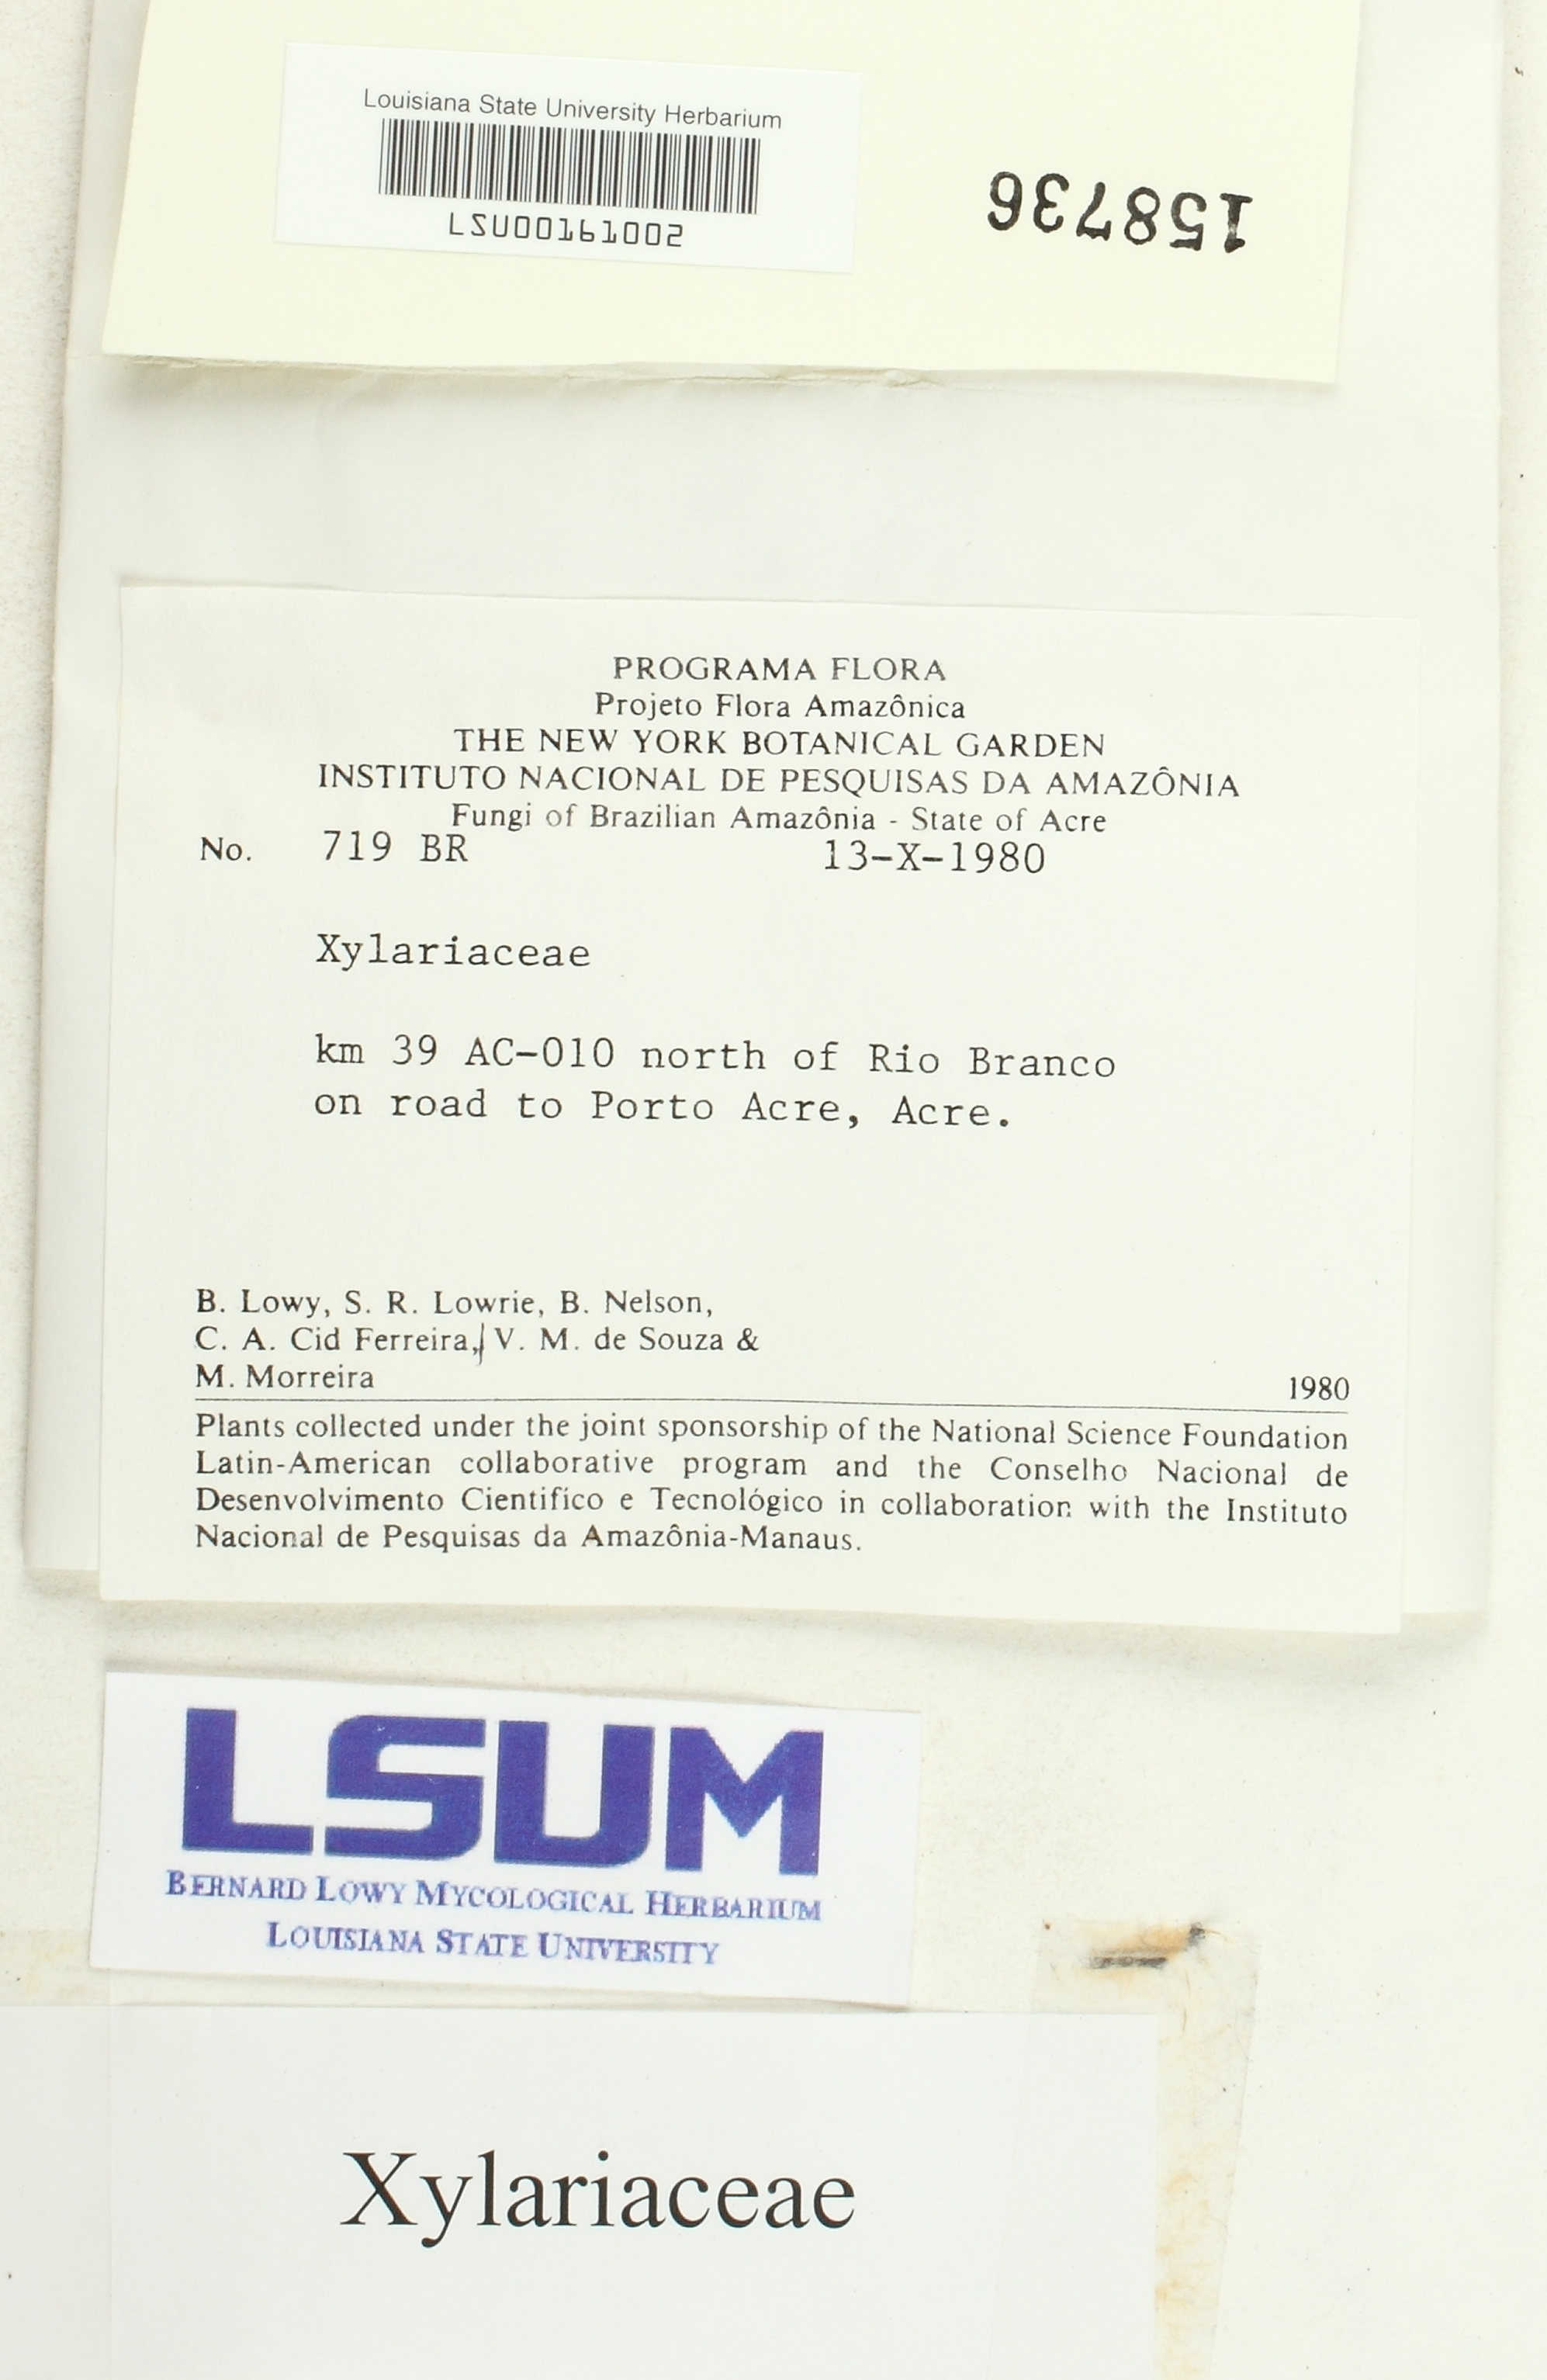 Louisiana State University Herbarium
LSU00161002
158736
PROGRAMA FLORA
Projeto Flora Amazônica
THE NEW YORK BOTANICAL GARDEN
INSTITUTO NACIONAL DE PESQUISAS DA AMAZÔNIA
Fungi of Brazilian Amazônia - State of Acre
No. 719 BR 13-X-1980
Xylariaceae
km 39 AC-010 north of Rio Branco
on road to Porto Acre, Acre.
B. Lowy, S. R. Lowrie, B. Nelson,
C. A. Cid Ferreira, V. M. de Souza &
M. Morreira 1980
Plants collected under the joint sponsorship of the National Science Foundation
Latin-American collaborative program and the Conselho Nacional de
Desenvolvimento Cientifico e Tecnológico in collaboration with the Instituto
Nacional de Pesquisas da Amazônia-Manaus.
LSUM
BERNARD LOWY MYCOLOGICAL HERBARIUM
LOUISIANA STATE UNIVERSITY
Xylariaceae